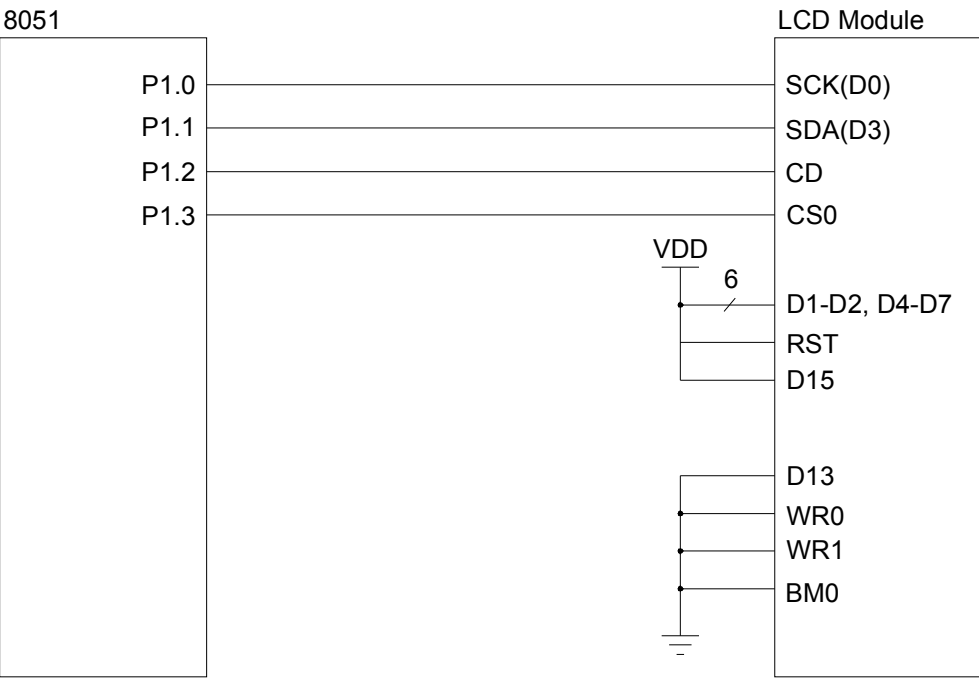 8051
LCD Module
P1.0
SCK(D0)
P1.1
SDA(D3)
P1.2
CD
P1.3
CS0
VDD
6
D1-D2, D4-D7
RST
D15
D13
WR0
WR1
BM0